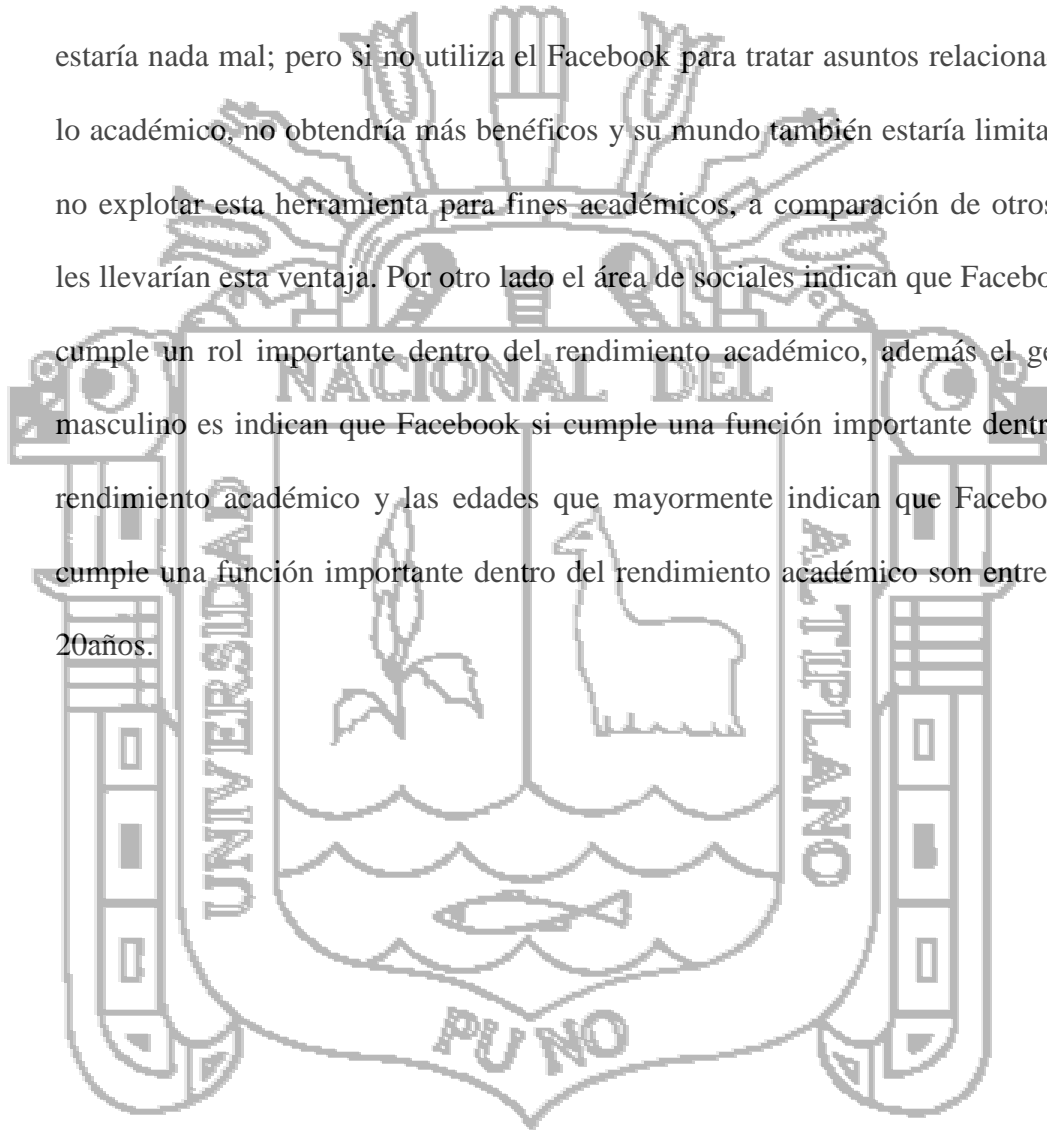 estaría nada mal; pero si no utiliza el Facebook para tratar asuntos relaciona
lo académico, no obtendría más benéficos y su mundo también estaría limita
no explotar esta herramienta para fines académicos, a comparación de otros
les llevarían esta ventaja. Por otro lado el área de sociales indican que Facebo
cumple un rol importante dentro del rendimiento académico, además el ge
masculino es indican que Facebook si cumple una función importante dentr
rendimiento académico y las edades que mayormente indican que Facebo
cumple una función importante dentro del rendimiento académico son entre
20años.
NACIONAL DEL
UNIVERSIDAD
ALTIPLANO
PUNO